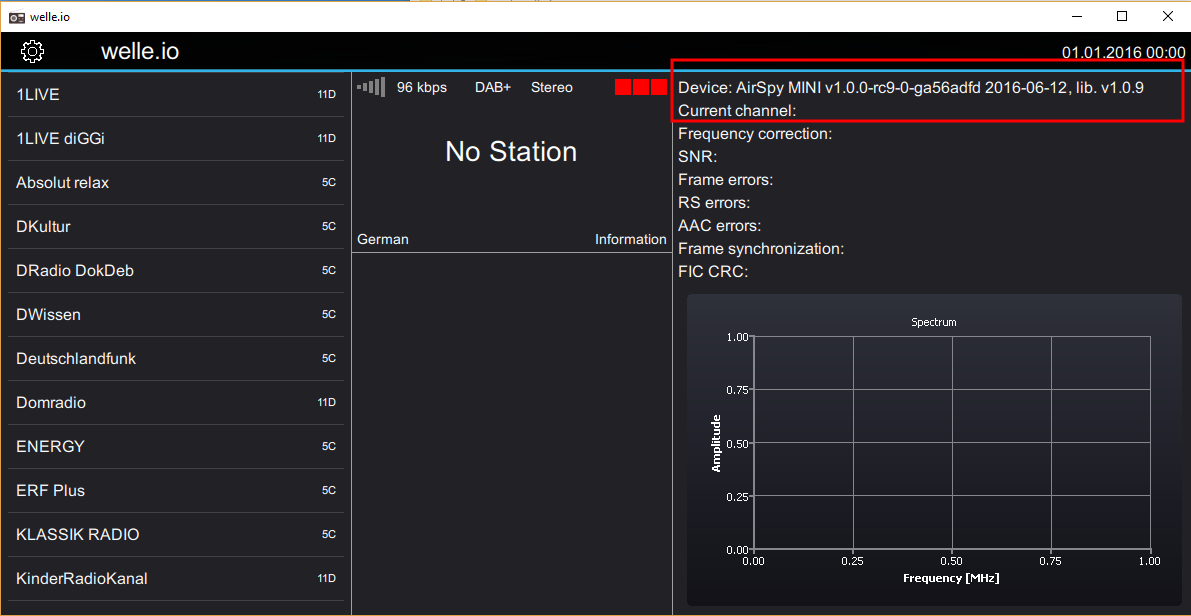 welle.io
welle.io
01.01.2016 00:00
1LIVE 11D
1LIVE diGGi 11D
Absolut relax 5C
DKultur 5C
DRadio DokDeb 5C
DWissen 5C
Deutschlandfunk 5C
Domradio 11D
ENERGY 5C
ERF Plus 5C
KLASSIK RADIO 5C
KinderRadioKanal 11D
96 kbps DAB+ Stereo
No Station
German Information
Device: AirSpy MINI v1.0.0-rc9-0-ga56adfd 2016-06-12, lib. v1.0.9
Current channel:
Frequency correction:
SNR:
Frame errors:
RS errors:
AAC errors:
Frame synchronization:
FIC CRC:
Spectrum
1.00
0.75
0.50
0.25
0.00
Amplitude
0.00 0.25 0.50 0.75 1.00
Frequency [MHz]